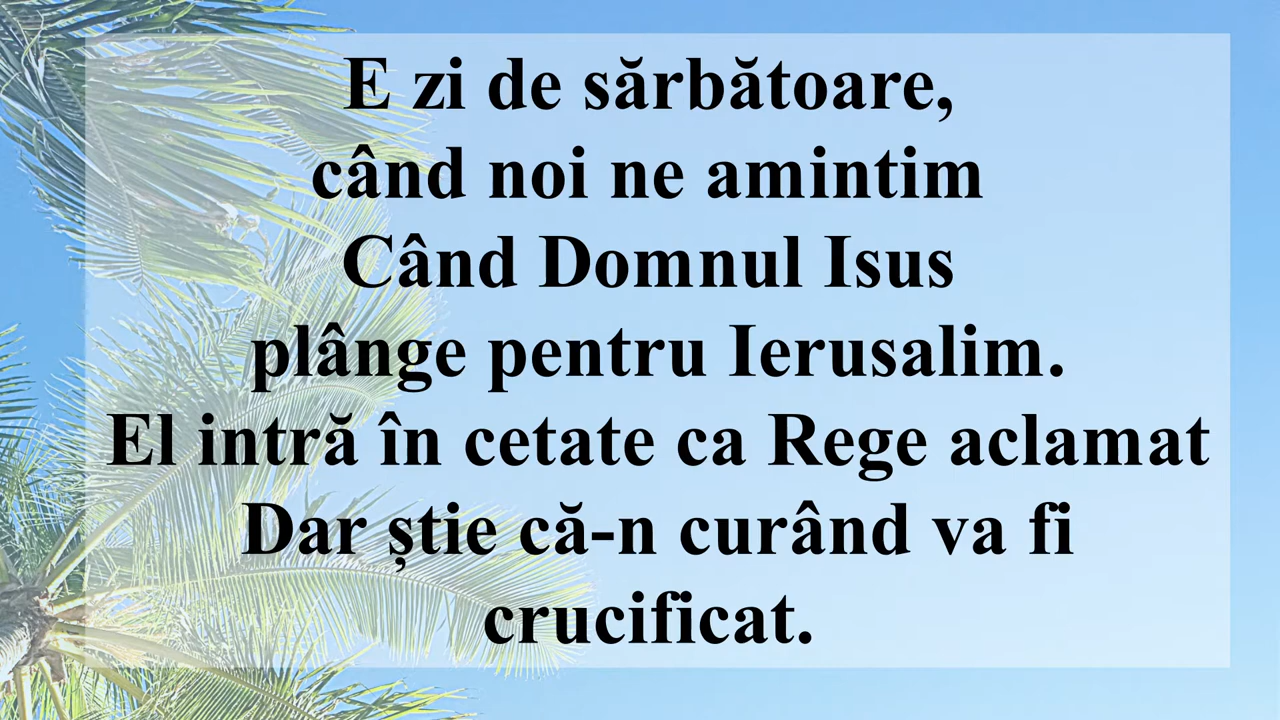 E zi de sărbătoare,
când noi ne amintim
Când Domnul Isus
plânge pentru Ierusalim.
El intră în cetate ca Rege aclamat
Dar știe că-n curând va fi
crucificat.